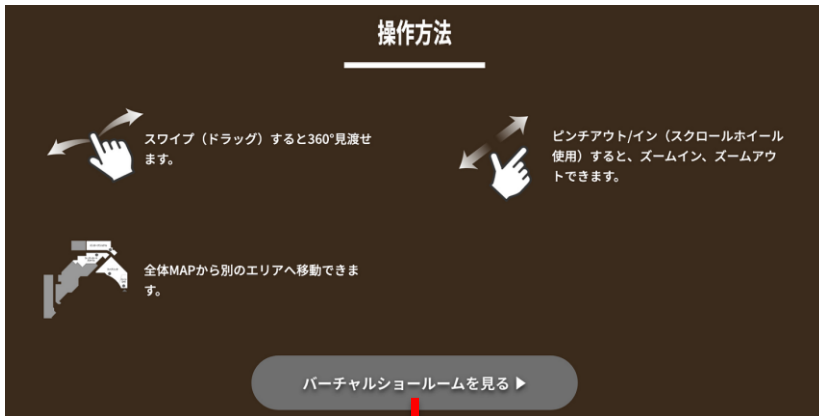 操作方法
スワイプ（ドラッグ）すると360°見渡せ
ます。
ピンチアウト/イン（スクロールホイール
使用）すると、ズームイン、ズームアウ
トできます。
全体MAPから別のエリアへ移動できま
す。
バーチャルショールームを見る ▶